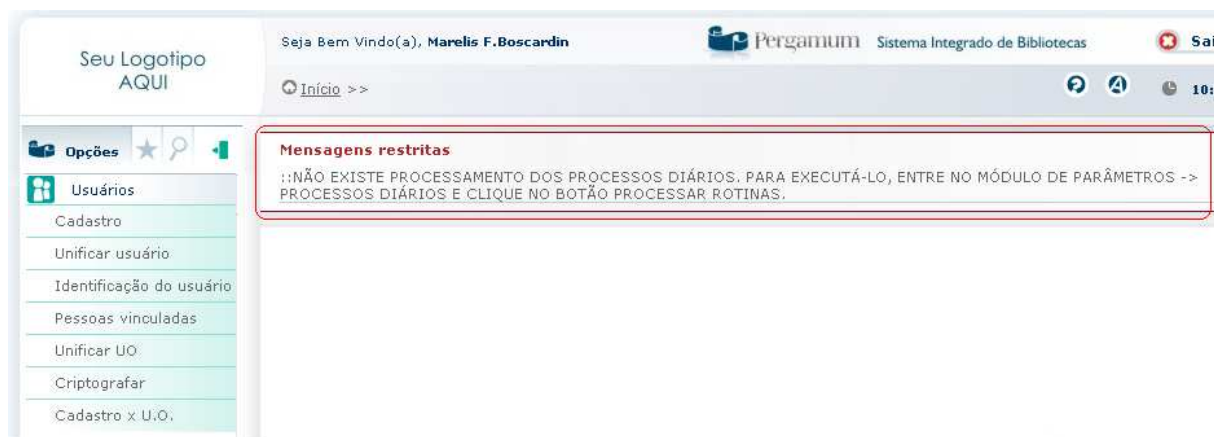 Seu Logotipo
AQUI
Seja Bem Vindo(a), Marelis F.Boscardin
Pergamum Sistema Integrado de Bibliotecas
Início >>
Opções
Mensagens restritas
::NÃO EXISTE PROCESSAMENTO DOS PROCESSOS DIÁRIOS. PARA EXECUTÁ-LO, ENTRE NO MÓDULO DE PARÂMETROS ->
PROCESSOS DIÁRIOS E CLIQUE NO BOTÃO PROCESSAR ROTINAS.
Usuários
Cadastro
Unificar usuário
Identificação do usuário
Pessoas vinculadas
Unificar UO
Criptografar
Cadastro x U.O.